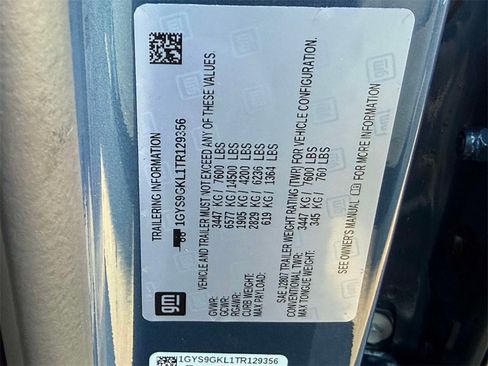 TRAILERING INFORMATION
1GYS9GKL1TR129356
VEHICLE AND TRAILER MUST NOT EXCEED ANY OF THESE VALUES.
GVWR: 3447 KG / 7600 LBS
GCWR: 6577 KG / 14500 LBS
RGAWR: 1905 KG / 4200 LBS
CURB WEIGHT: 2829 KG / 6236 LBS
MAX PAYLOAD: 619 KG / 1364 LBS
SAE J2807 TRAILER WEIGHT RATING (TWR) FOR VEHICLE CONFIGURATION.
CONVENTIONAL TWR: 3447 KG / 7600 LBS
MAX TONGUE WEIGHT: 345 KG / 760 LBS
SEE OWNER'S MANUAL FOR MORE INFORMATION
gm
1GYS9GKL1TR129356